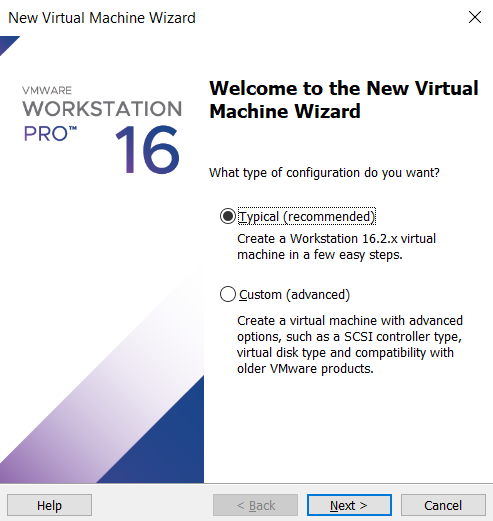 New Virtual Machine Wizard
VMWARE
WORKSTATION
PRO™ 16
Welcome to the New Virtual
Machine Wizard
What type of configuration do you want?
Typical (recommended)
Create a Workstation 16.2.x virtual
machine in a few easy steps.
Custom (advanced)
Create a virtual machine with advanced
options, such as a SCSI controller type,
virtual disk type and compatibility with
older VMware products.
Help
< Back
Next >
Cancel